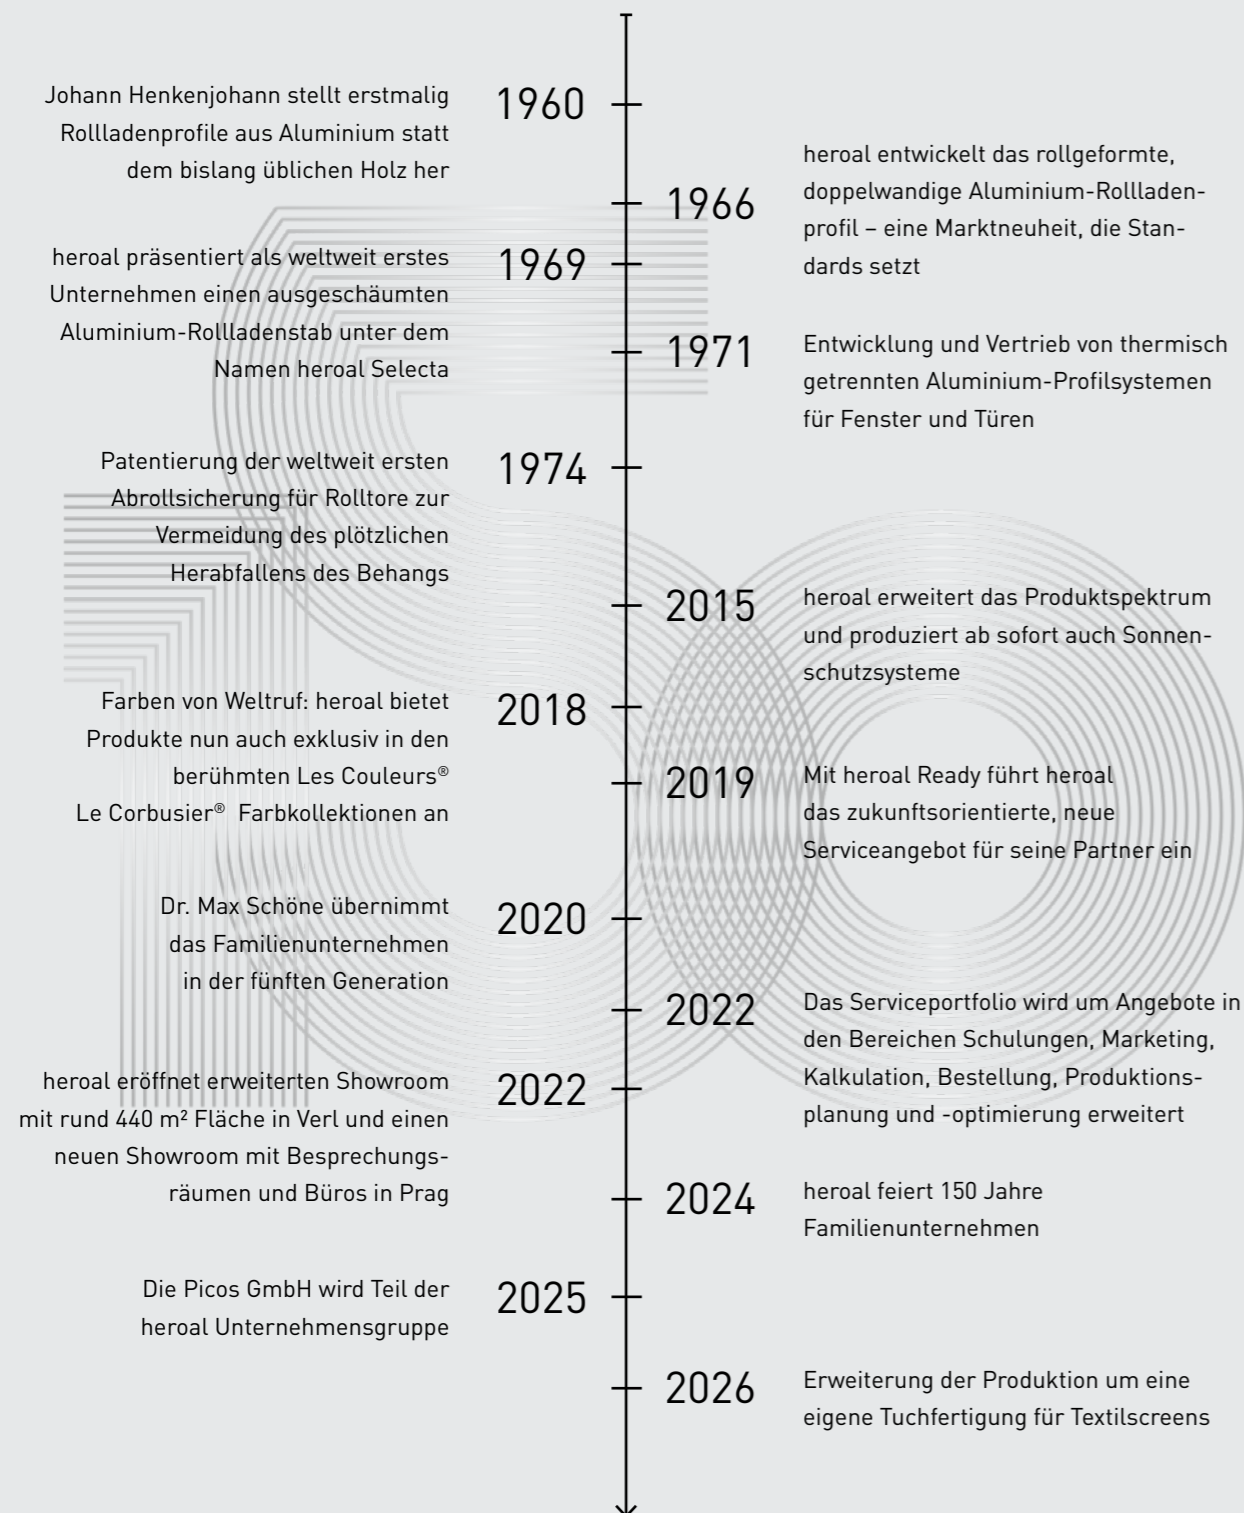 Johann Henkenjohann stellt erstmalig
Rollladenprofile aus Aluminium statt
dem bislang üblichen Holz her
1960
1966
heroal entwickelt das rollgeformte,
doppelwandige Aluminium-Rollladen-
profil – eine Marktneuheit, die Stan-
dards setzt
heroal präsentiert als weltweit erstes
Unternehmen einen ausgeschäumten
Aluminium-Rollladenstab unter dem
Namen heroal Selecta
1969
1971
Entwicklung und Vertrieb von thermisch
getrennten Aluminium-Profilsystemen
für Fenster und Türen
Patentierung der weltweit ersten
Abrollsicherung für Rolltore zur
Vermeidung des plötzlichen
Herabfallens des Behangs
1974
2015
heroal erweitert das Produktspektrum
und produziert ab sofort auch Sonnen-
schutzsysteme
Farben von Weltruf: heroal bietet
Produkte nun auch exklusiv in den
berühmten Les Couleurs®
Le Corbusier® Farbkollektionen an
2018
2019
Mit heroal Ready führt heroal
das zukunftsorientierte, neue
Serviceangebot für seine Partner ein
Dr. Max Schöne übernimmt
das Familienunternehmen
in der fünften Generation
2020
2022
Das Serviceportfolio wird um Angebote in
den Bereichen Schulungen, Marketing,
Kalkulation, Bestellung, Produktions-
planung und -optimierung erweitert
heroal eröffnet erweiterten Showroom
mit rund 440 m² Fläche in Verl und einen
neuen Showroom mit Besprechungs-
räumen und Büros in Prag
2022
2024
heroal feiert 150 Jahre
Familienunternehmen
Die Picos GmbH wird Teil der
heroal Unternehmensgruppe
2025
2026
Erweiterung der Produktion um eine
eigene Tuchfertigung für Textilscreens